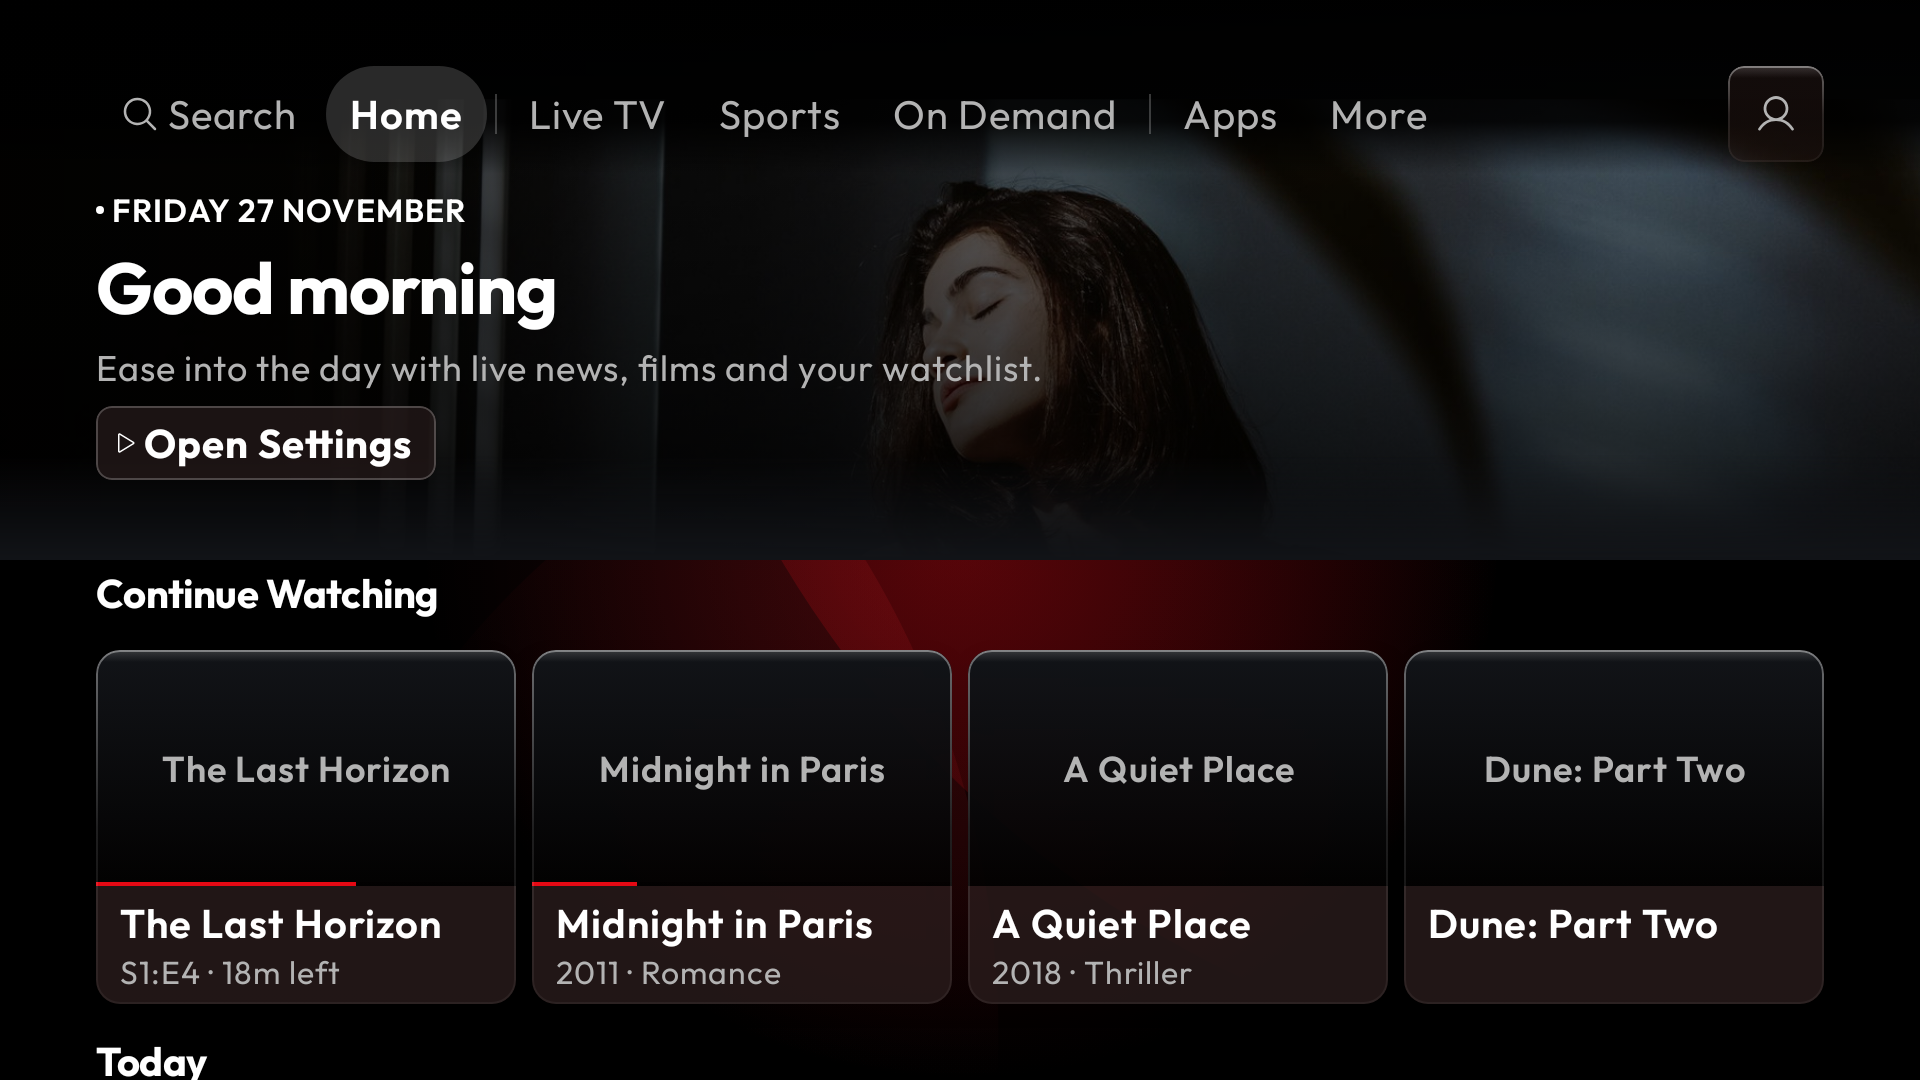 Search Home Live TV Sports On Demand Apps More
• FRIDAY 27 NOVEMBER
Good morning
Ease into the day with live news, films and your watchlist.
Open Settings
Continue Watching
The Last Horizon
Midnight in Paris
A Quiet Place
Dune: Part Two
The Last Horizon
S1:E4 · 18m left
Midnight in Paris
2011 · Romance
A Quiet Place
2018 · Thriller
Dune: Part Two
Today